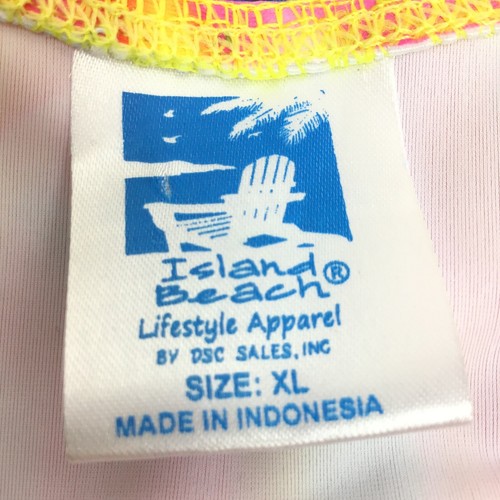 Island
Beach®
Lifestyle Apparel
BY DSC SALES, INC
SIZE: XL
MADE IN INDONESIA